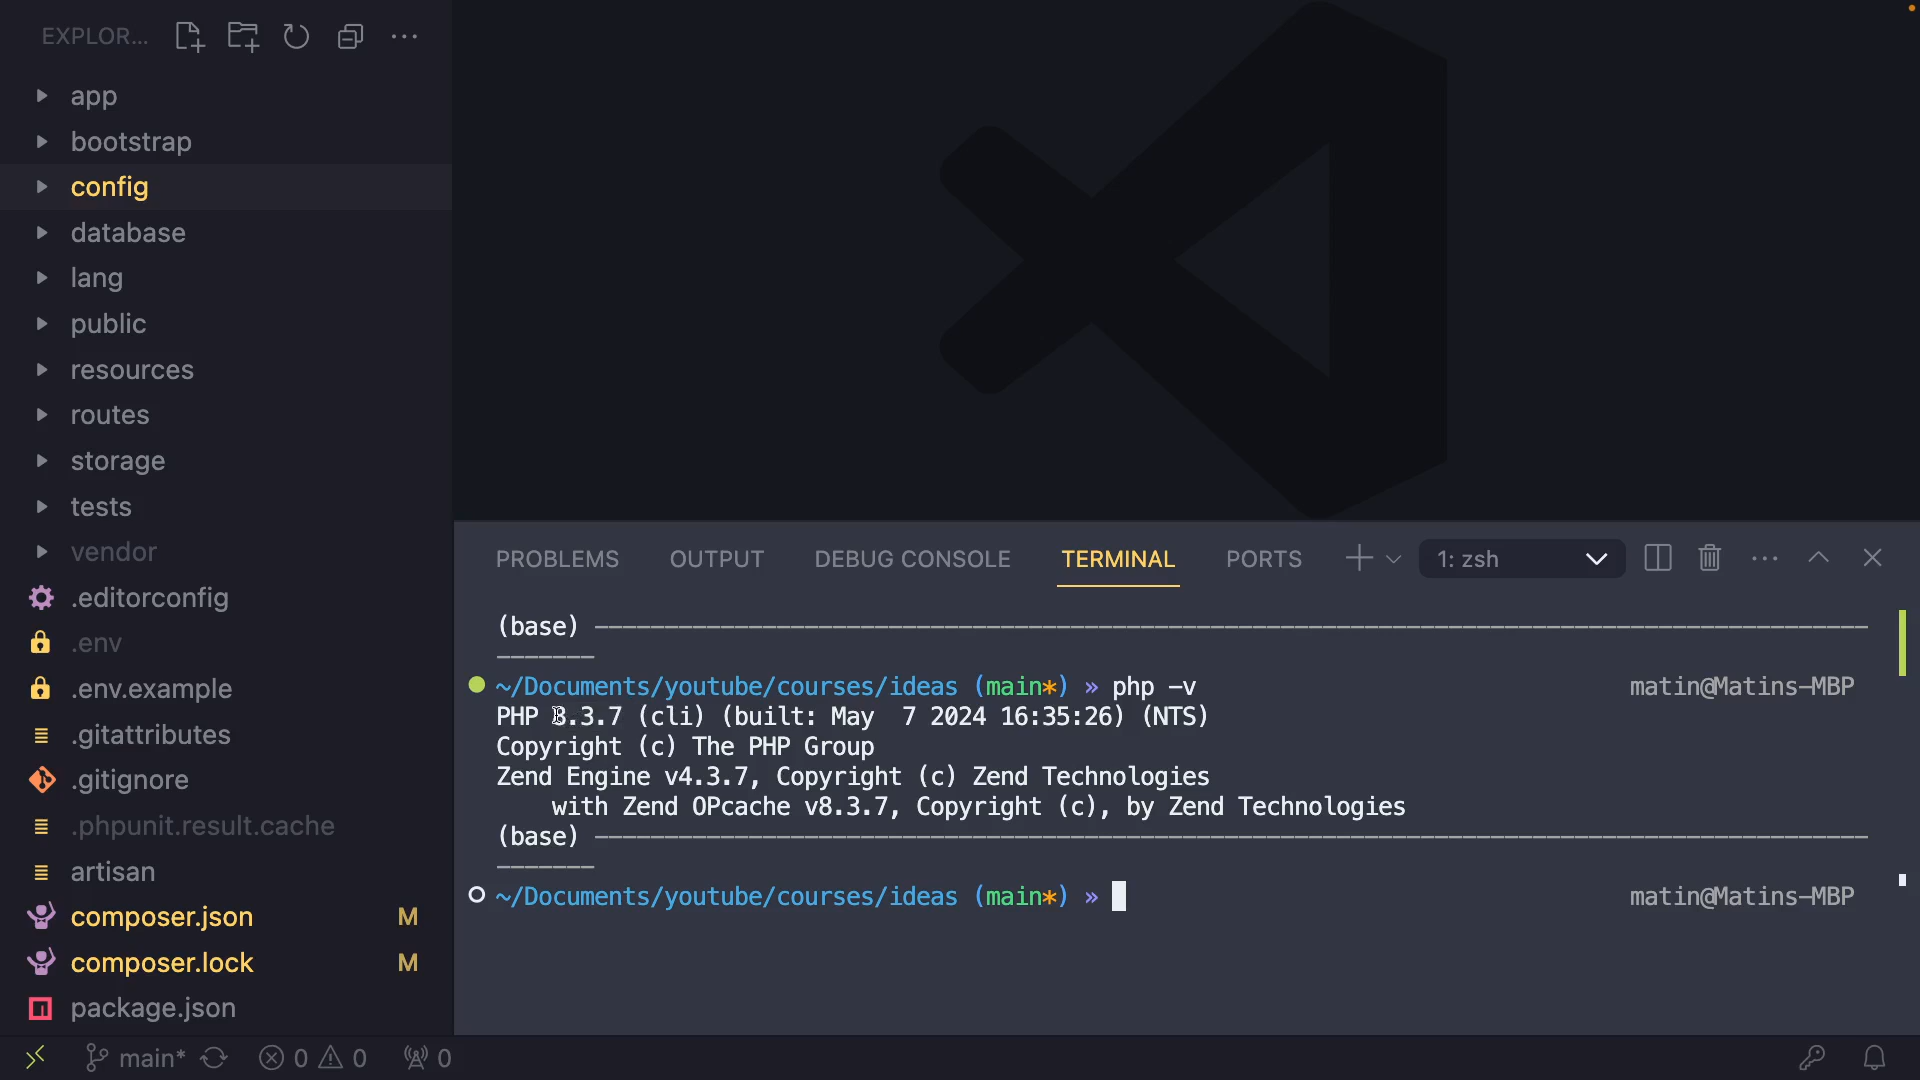 EXPLOR...
app
bootstrap
config
database
lang
public
resources
routes
storage
tests
vendor
.editorconfig
.env
.env.example
.gitattributes
.gitignore
.phpunit.result.cache
artisan
composer.json M
composer.lock M
package.json
PROBLEMS OUTPUT DEBUG CONSOLE TERMINAL PORTS 1: zsh
(base)
~/Documents/youtube/courses/ideas (main*) » php -v matin@Matins-MBP
PHP 8.3.7 (cli) (built: May  7 2024 16:35:26) (NTS)
Copyright (c) The PHP Group
Zend Engine v4.3.7, Copyright (c) Zend Technologies
with Zend OPcache v8.3.7, Copyright (c), by Zend Technologies
(base)
~/Documents/youtube/courses/ideas (main*) » matin@Matins-MBP
main* 0 0 0